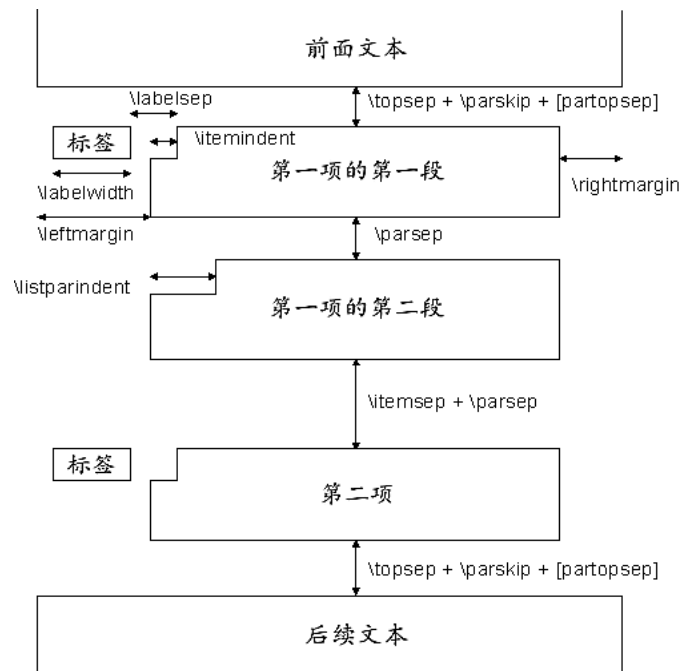 前面文本
\labelsep
\topsep + \parskip + [partopsep]
标签
\itemindent
第一项的第一段
\rightmargin
\labelwidth
\leftmargin
\parsep
\listparindent
第一项的第二段
\itemsep + \parsep
标签
第二项
\topsep + \parskip + [partopsep]
后续文本